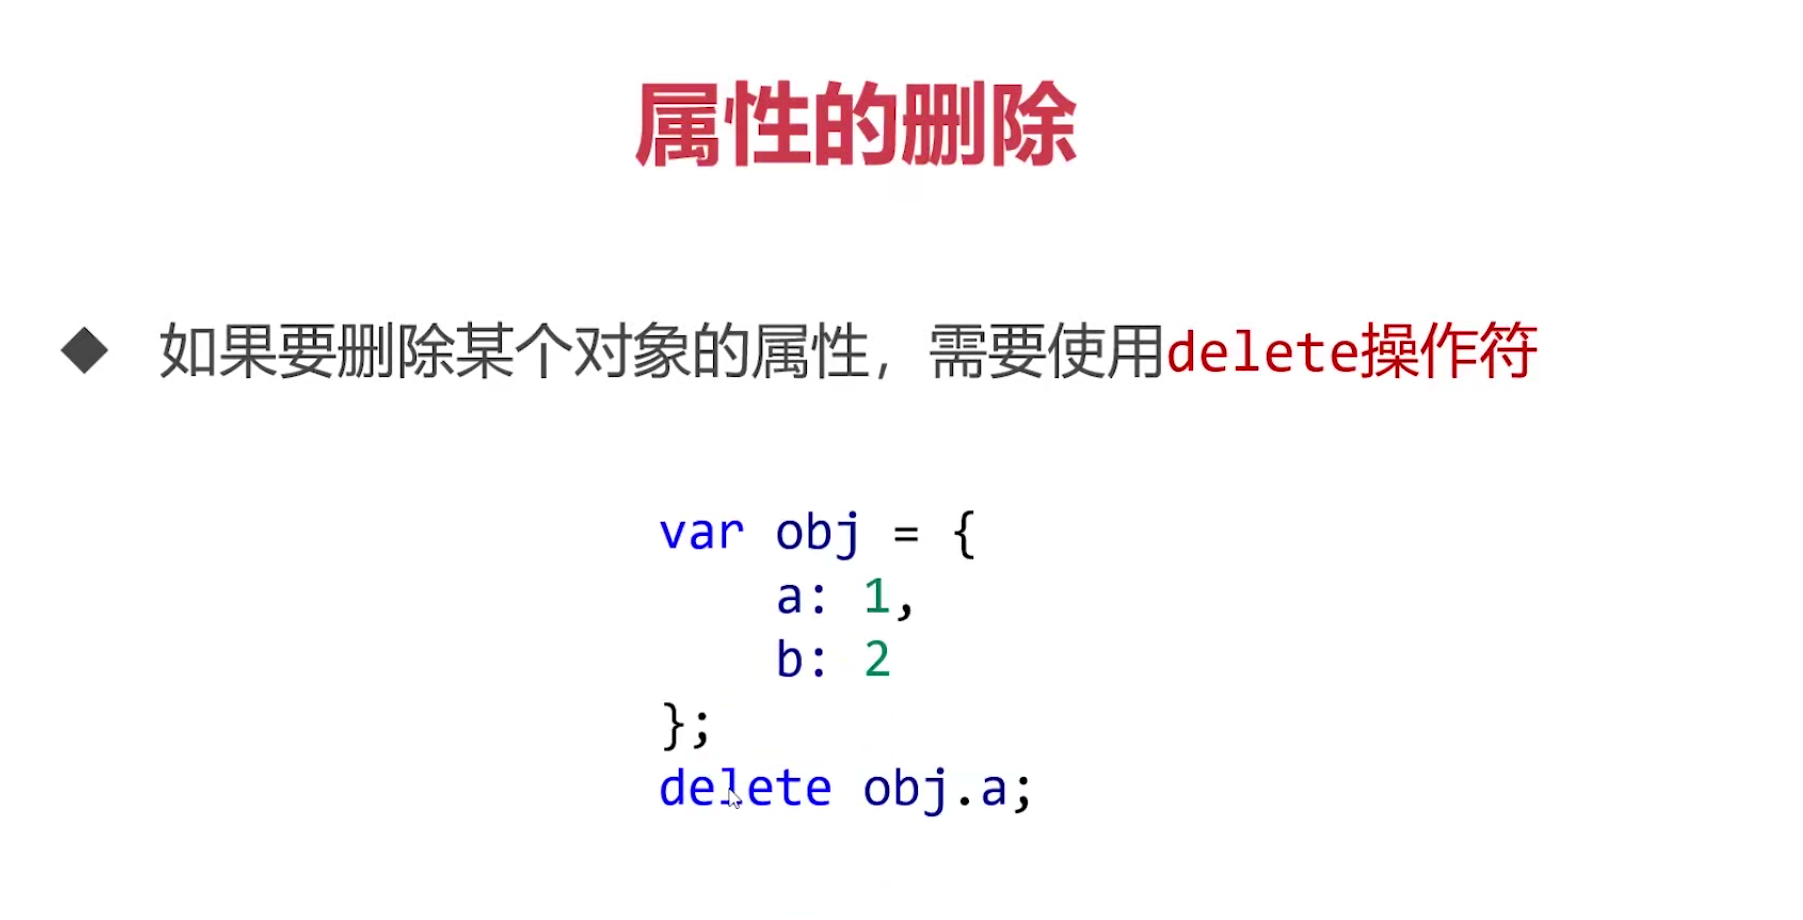 属性的删除
如果要删除某个对象的属性，需要使用delete操作符
var obj = {
    a: 1,
    b: 2
};
delete obj.a;